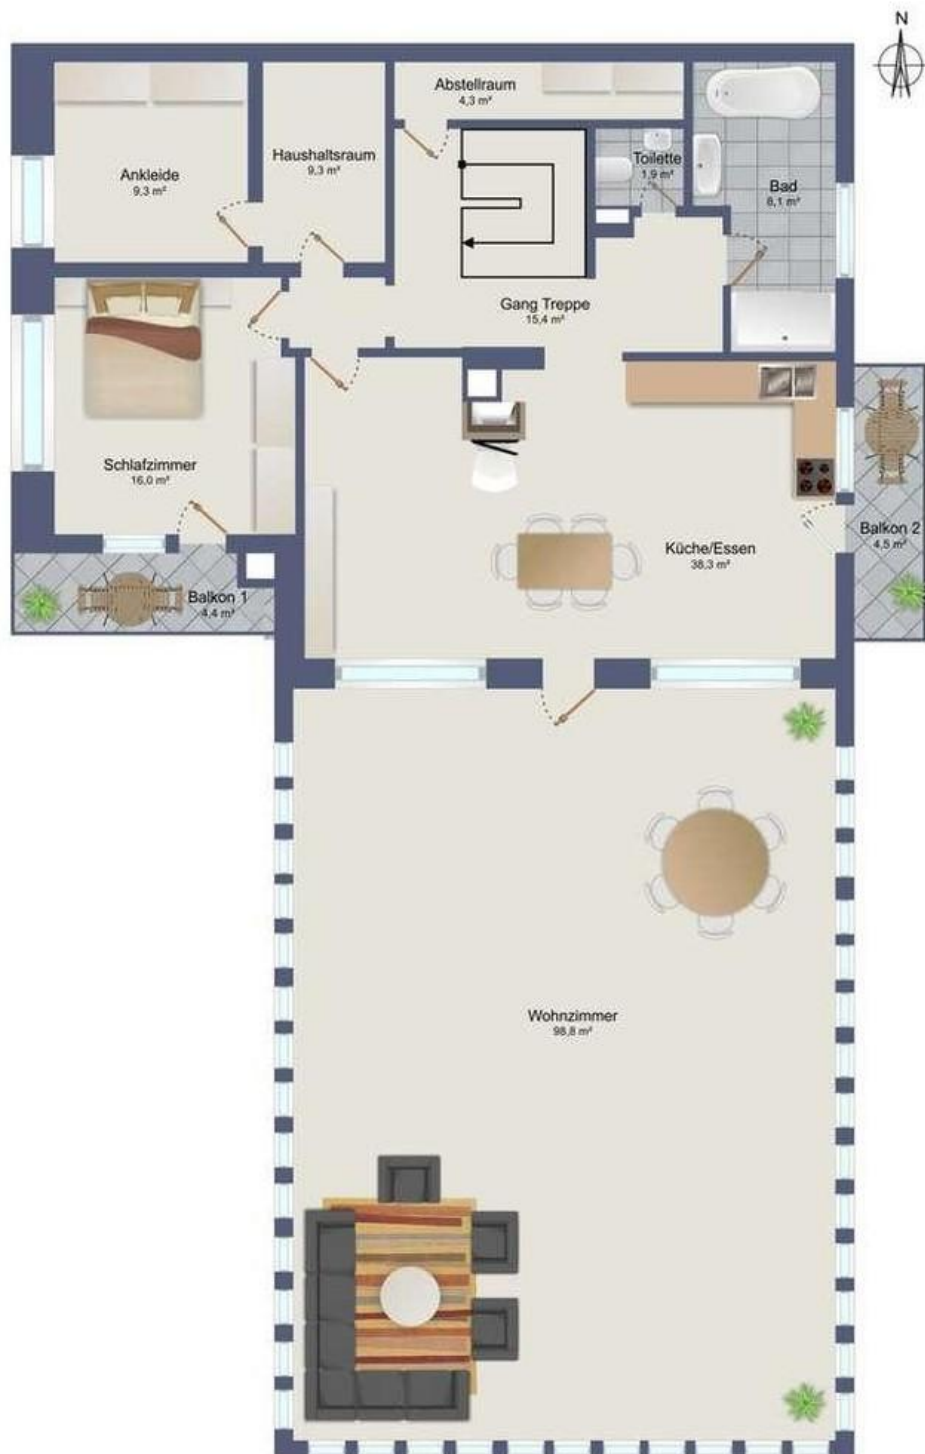 N
Abstellraum
4,3 m²
Ankleide
9,3 m²
Haushaltsraum
9,3 m²
Toilette
1,9 m²
Bad
8,1 m²
Gang Treppe
15,4 m²
Schlafzimmer
16,0 m²
Küche/Essen
38,3 m²
Balkon 2
4,5 m²
Balkon 1
4,4 m²
Wohnzimmer
98,8 m²